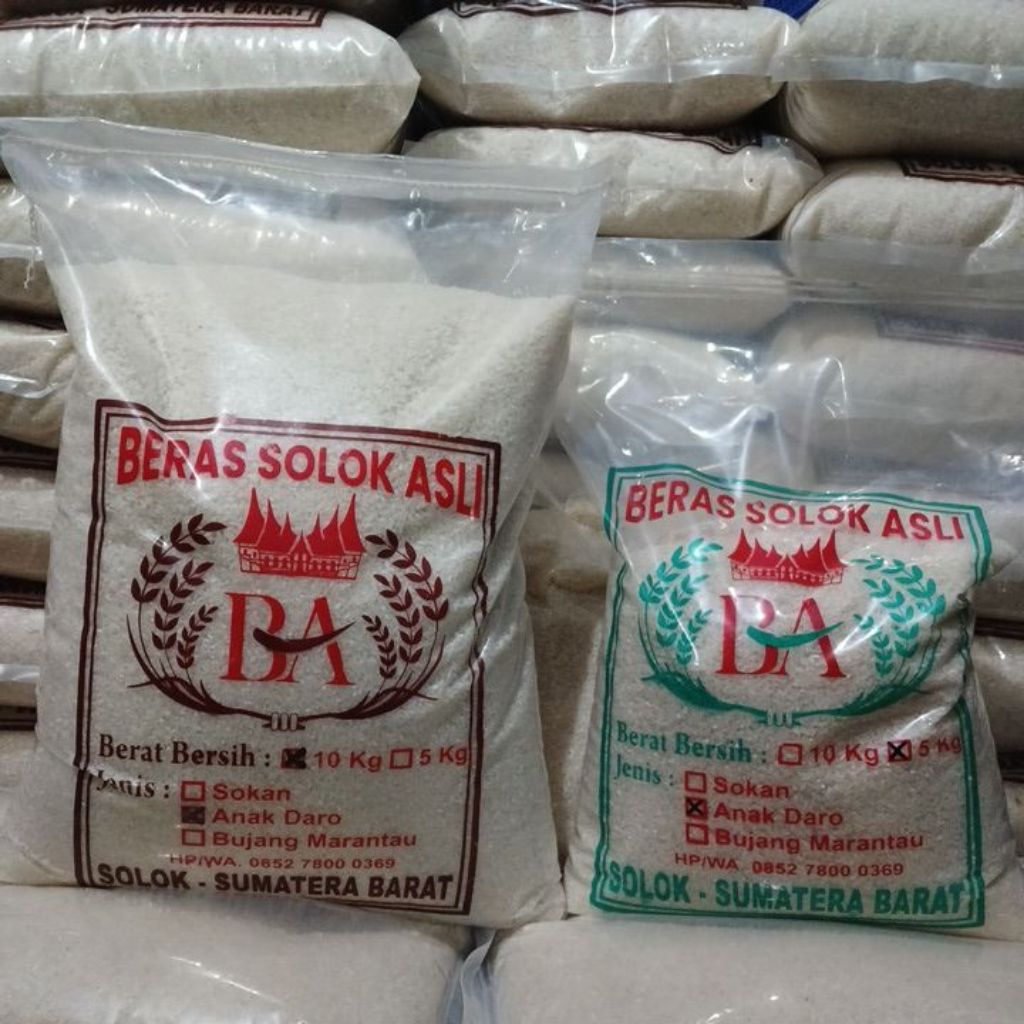 SUMATERA BARAT
BERAS SOLOK ASLI
BA
Berat Bersih : 10 Kg 5 Kg
Jenis : Sokan
Anak Daro
Bujang Marantau
HP/WA. 0852 7800 0369
SOLOK - SUMATERA BARAT
BERAS SOLOK ASLI
BA
Berat Bersih : 10 Kg 5 Kg
Jenis : Sokan
Anak Daro
Bujang Marantau
HP/WA. 0852 7800 0369
SOLOK - SUMATERA BARAT